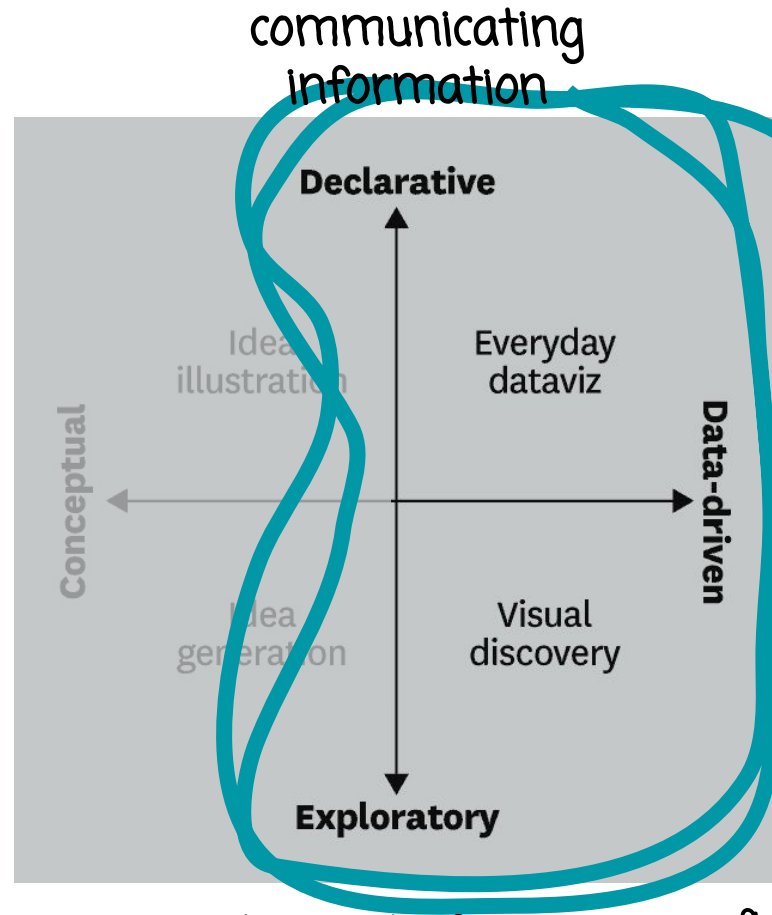 communicating
information
Declarative
Idea
illustration
Everyday
dataviz
Conceptual
Data-driven
Idea
generation
Visual
discovery
Exploratory